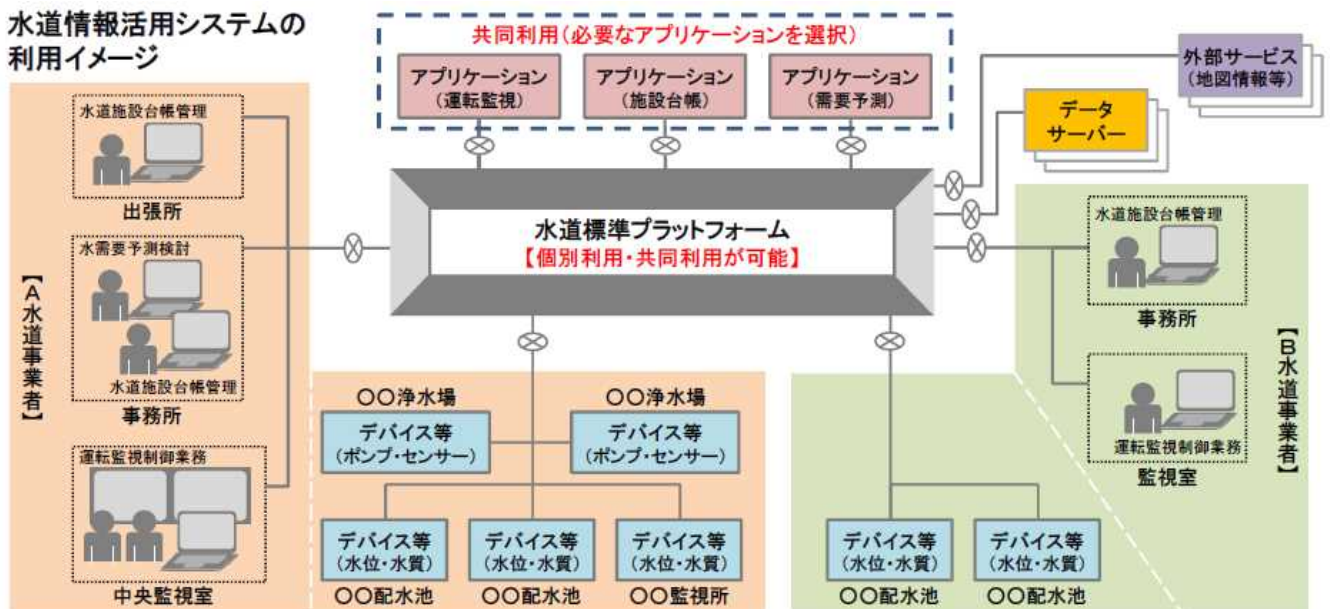 水道情報活用システムの
利用イメージ
共同利用(必要なアプリケーションを選択)
アプリケーション
(運転監視)
アプリケーション
(施設台帳)
アプリケーション
(需要予測)
外部サービス
(地図情報等)
データ
サーバー
水道標準プラットフォーム
【個別利用・共同利用が可能】
【A水道事業者】
水道施設台帳管理
出張所
水需要予測検討
水道施設台帳管理
事務所
運転監視制御業務
中央監視室
〇〇浄水場
デバイス等
(ポンプ・センサー)
〇〇浄水場
デバイス等
(ポンプ・センサー)
デバイス等
(水位・水質)
〇〇配水池
デバイス等
(水位・水質)
〇〇配水池
デバイス等
(水位・水質)
〇〇監視所
デバイス等
(水位・水質)
〇〇配水池
デバイス等
(水位・水質)
〇〇配水池
水道施設台帳管理
事務所
運転監視制御業務
監視室
【B水道事業者】